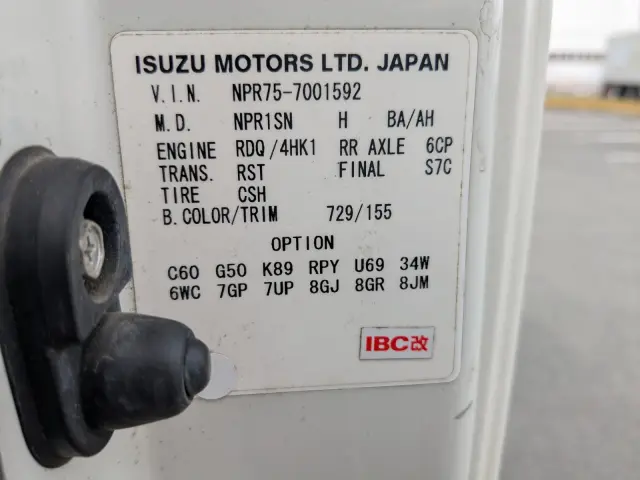 ISUZU MOTORS LTD. JAPAN
V.I.N. NPR75-7001592
M.D. NPR1SN H BA/AH
ENGINE RDQ/4HK1 RR AXLE 6CP
TRANS. RST FINAL S7C
TIRE CSH
B.COLOR/TRIM 729/155
OPTION
C60 G50 K89 RPY U69 34W
6WC 7GP 7UP 8GJ 8GR 8JM
IBC改